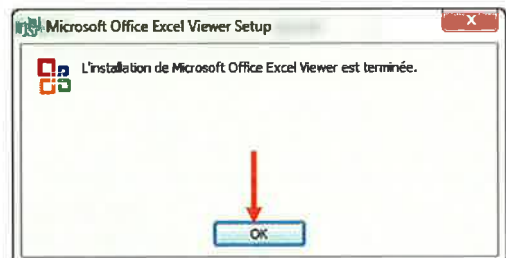 Microsoft Office Excel Viewer Setup
X
L'installation de Microsoft Office Excel Viewer est terminée.
OK